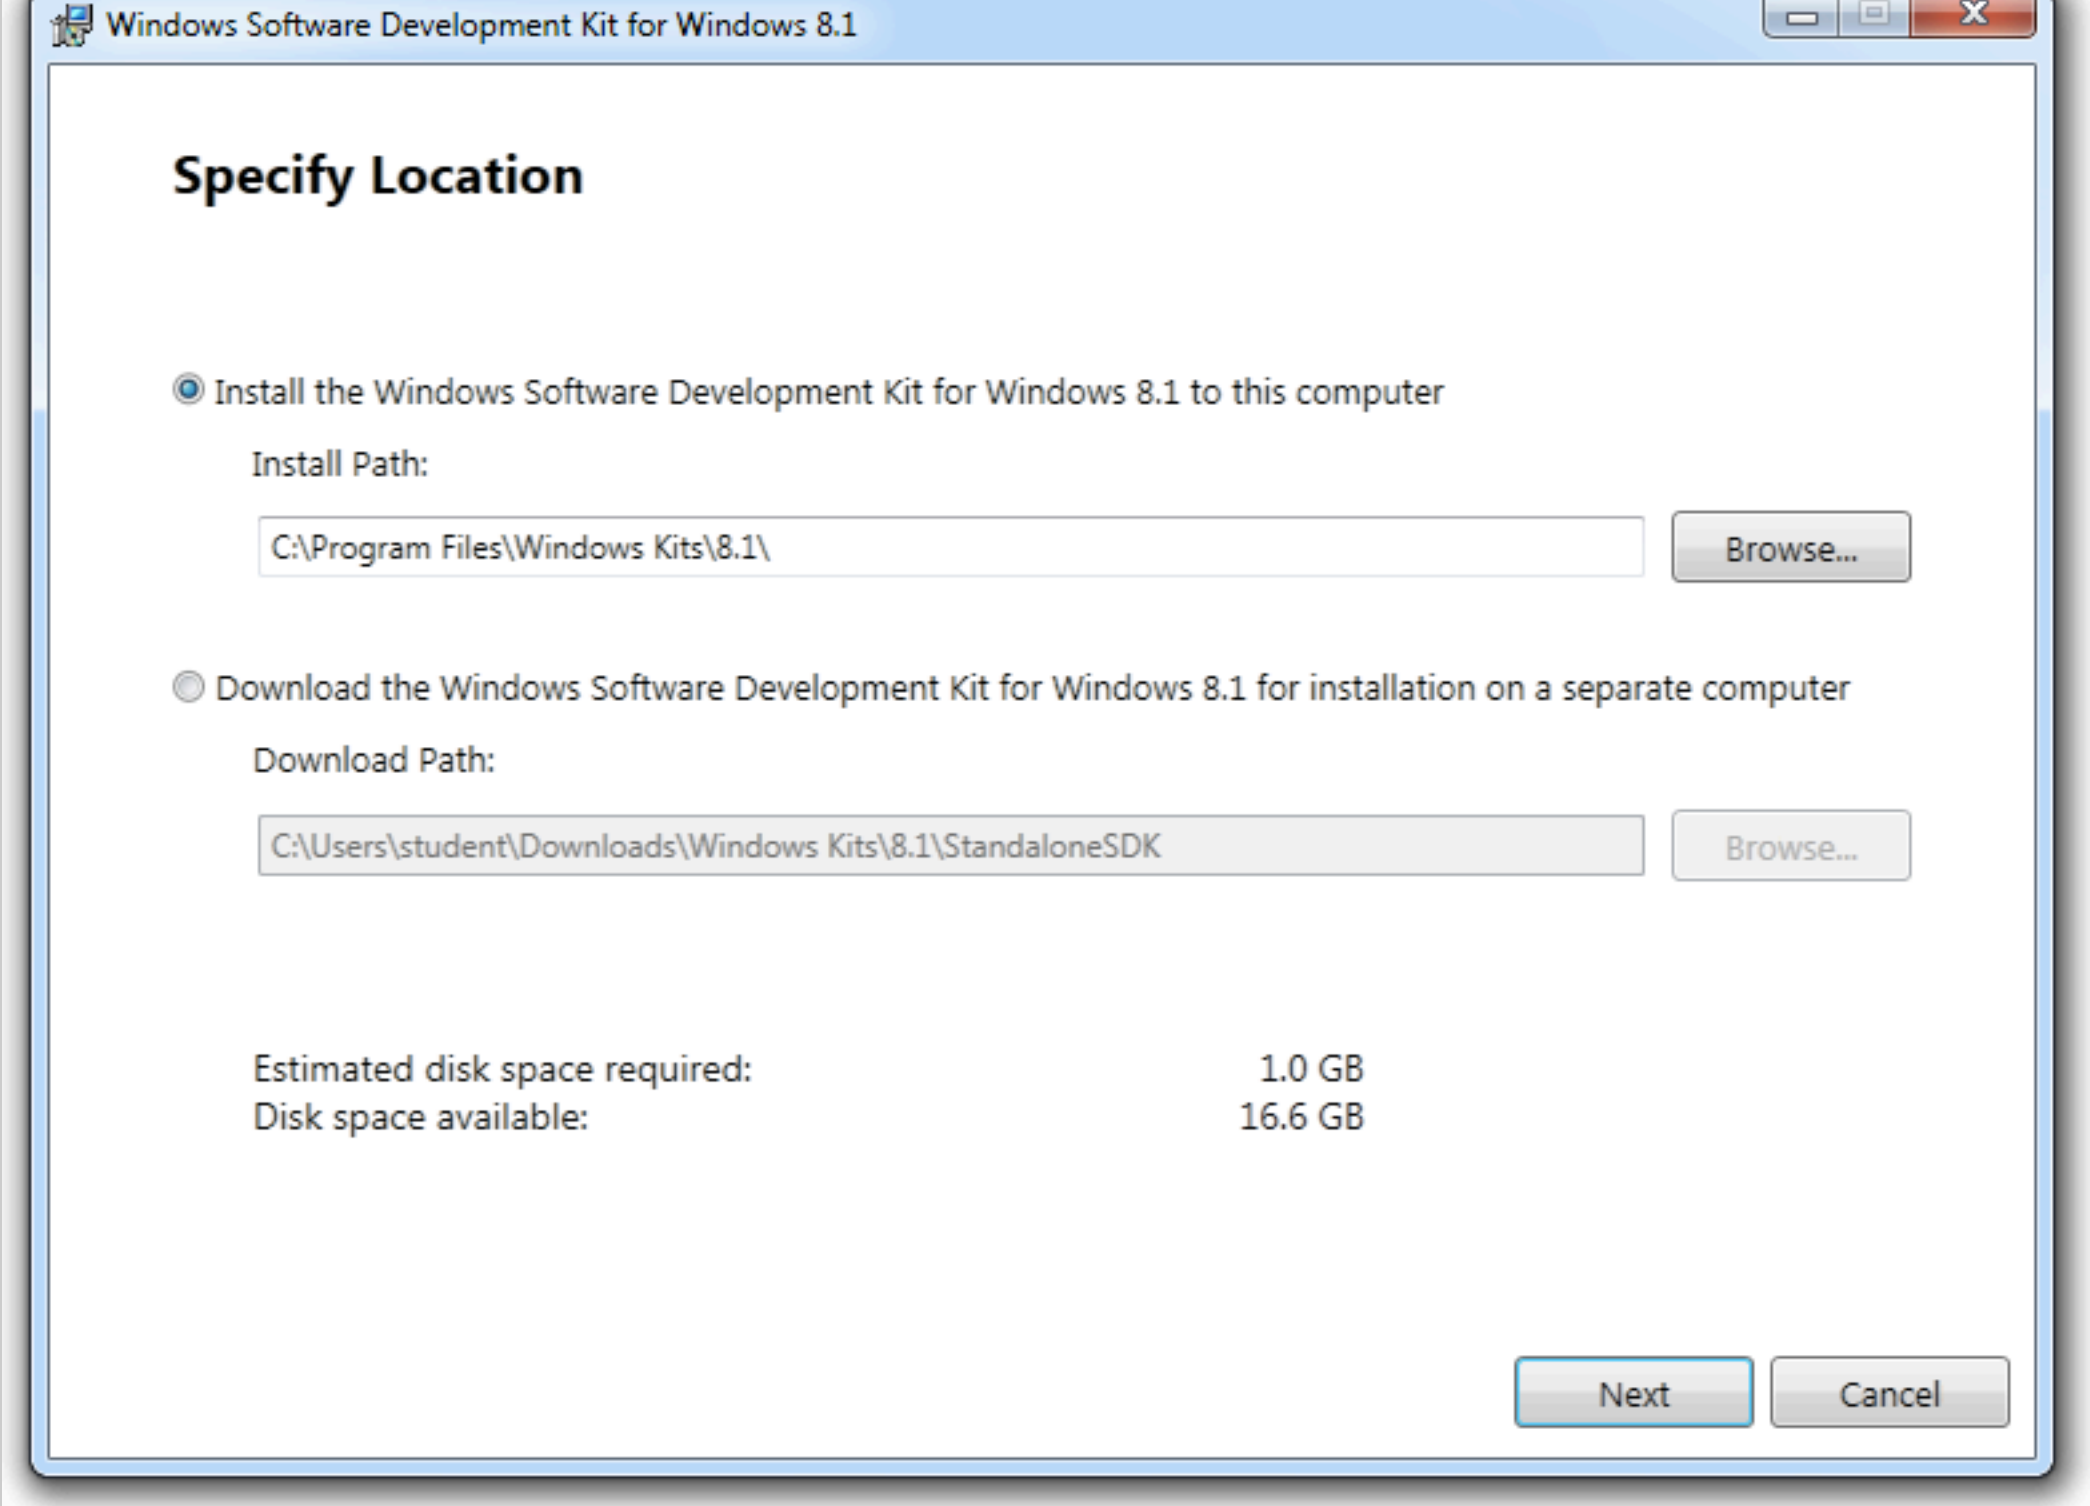 Windows Software Development Kit for Windows 8.1
Specify Location
Install the Windows Software Development Kit for Windows 8.1 to this computer
Install Path:
C:\Program Files\Windows Kits\8.1\
Browse...
Download the Windows Software Development Kit for Windows 8.1 for installation on a separate computer
Download Path:
C:\Users\student\Downloads\Windows Kits\8.1\StandaloneSDK
Browse...
Estimated disk space required: 1.0 GB
Disk space available: 16.6 GB
Next Cancel